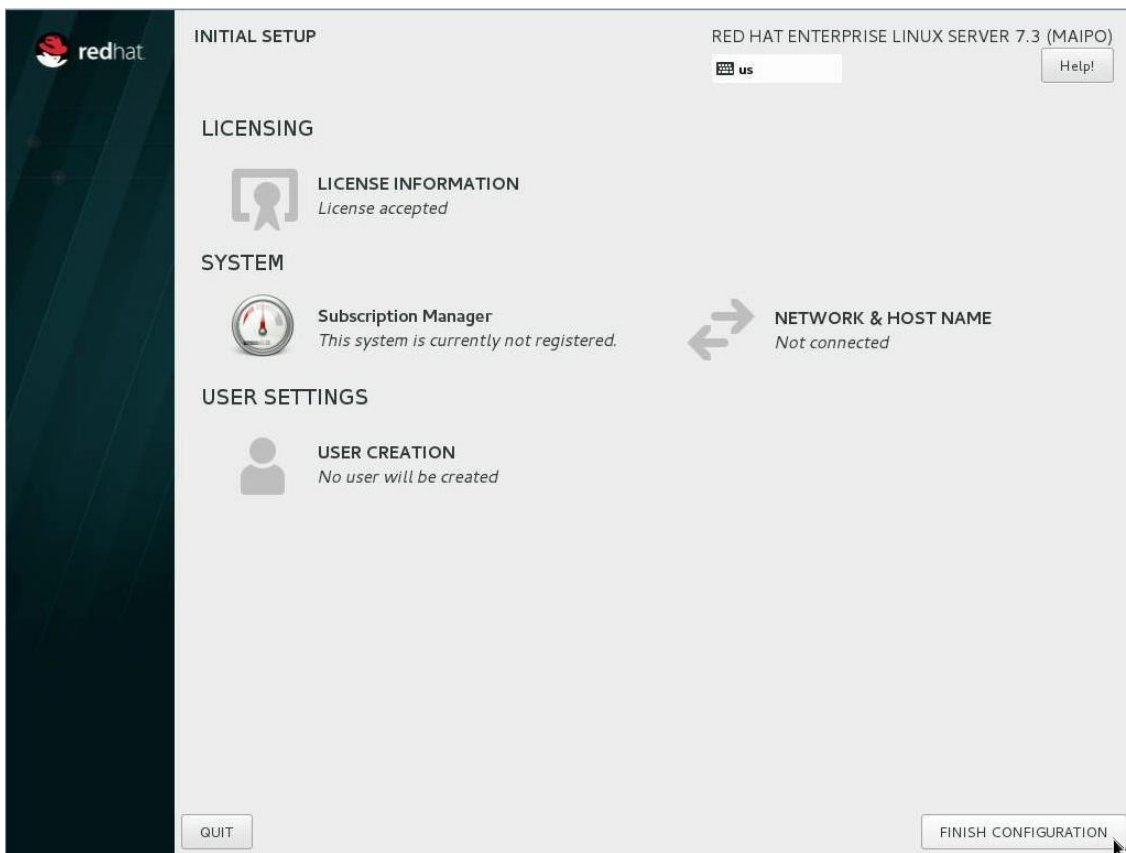 redhat
INITIAL SETUP
RED HAT ENTERPRISE LINUX SERVER 7.3 (MAIPO)
us
Help!
LICENSING
LICENSE INFORMATION
License accepted
SYSTEM
Subscription Manager
This system is currently not registered.
NETWORK & HOST NAME
Not connected
USER SETTINGS
USER CREATION
No user will be created
QUIT
FINISH CONFIGURATION